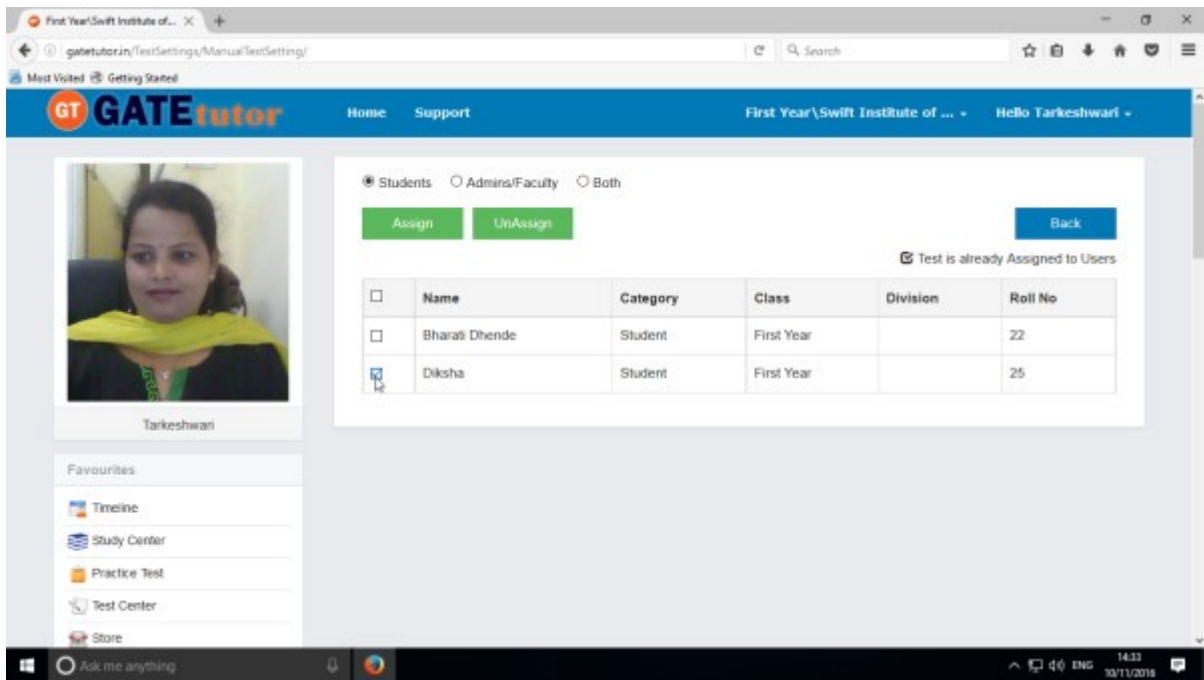 First Year\Swift Institute of...
gatetutor.in/TestSettings/ManualTestSetting/
Search
Most Visited Getting Started
GT GATEtutor Home Support First Year\Swift Institute of ... Hello Tarkeshwari
Students Admins/Faculty Both
Assign UnAssign Back
Test is already Assigned to Users
Name Category Class Division Roll No
Bharati Dhende Student First Year 22
Diksha Student First Year 25
Tarkeshwari
Favourites
Timeline
Study Center
Practice Test
Test Center
Store
Ask me anything ENG 14:33
10/11/2016